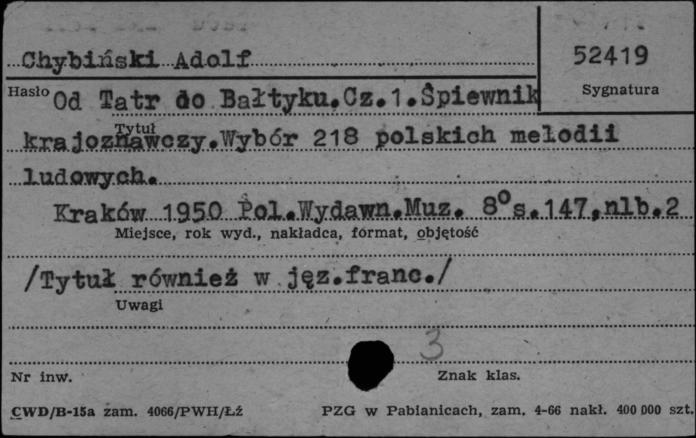 Chybiński Adolf
52419
Hasło
Sygnatura
Od Tatr do Bałtyku.Cz.1.Śpiewnik
Tytuł
krajoznawczy.Wybór 218 polskich melodii
ludowych.
Kraków 1950 Pol.Wydawn.Muz. 8°s.147,nlb.2
Miejsce, rok wyd., nakładca, format, objętość
/Tytuł również w jęz.franc./
Uwagi
3
Nr inw.
Znak klas.
CWD/B-15a zam. 4066/PWH/Łź
PZG w Pabianicach, zam. 4-66 nakł. 400 000 szt.